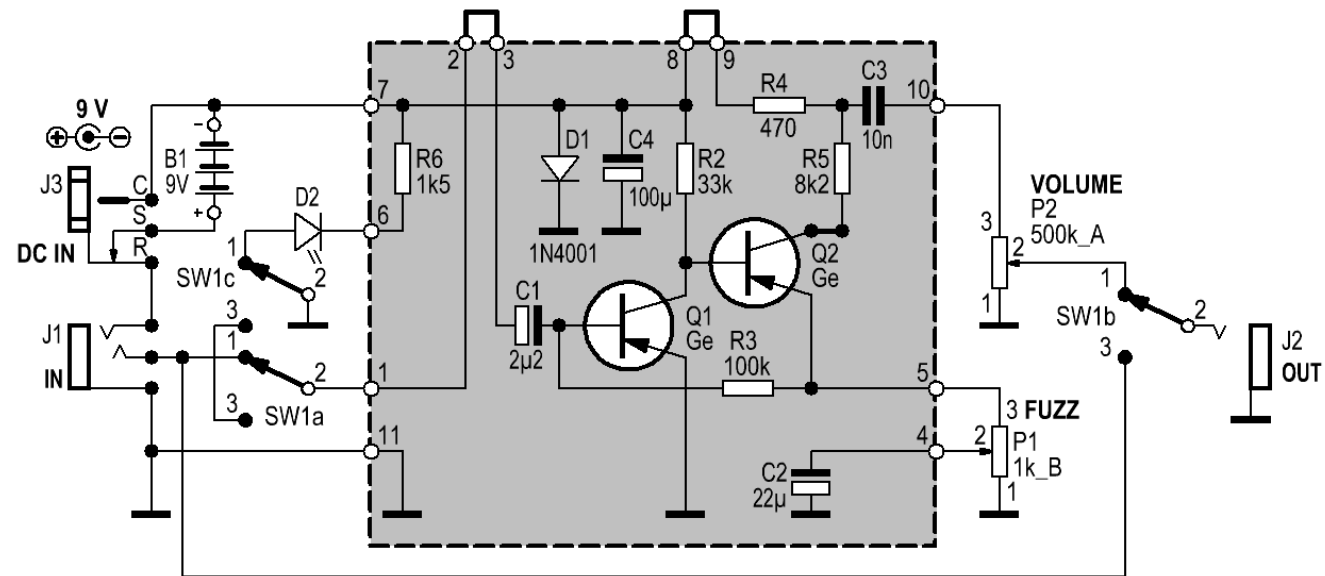 2
3
8
9
7
9 V
+
−
J3
DC IN
C
S
R
B1
9V
−
+
D2
1
2
SW1c
6
R6
1k5
D1
1N4001
C4
100µ
R2
33k
R4
470
C3
10n
R5
8k2
10
VOLUME
P2
500k_A
3
2
1
1
2
3
SW1b
J2
OUT
Q2
Ge
C1
2µ2
Q1
Ge
R3
100k
5
J1
IN
3
1
2
3
SW1a
1
11
4
3 FUZZ
2
P1
1k_B
1
C2
22µ